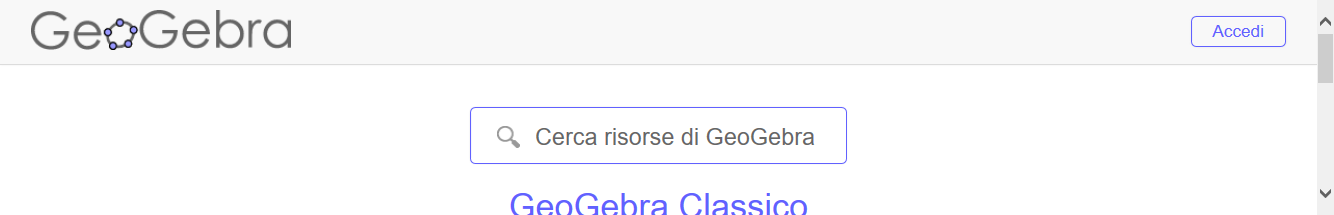 GeoGebra
Accedi
Cerca risorse di GeoGebra
GeoGebra Classico